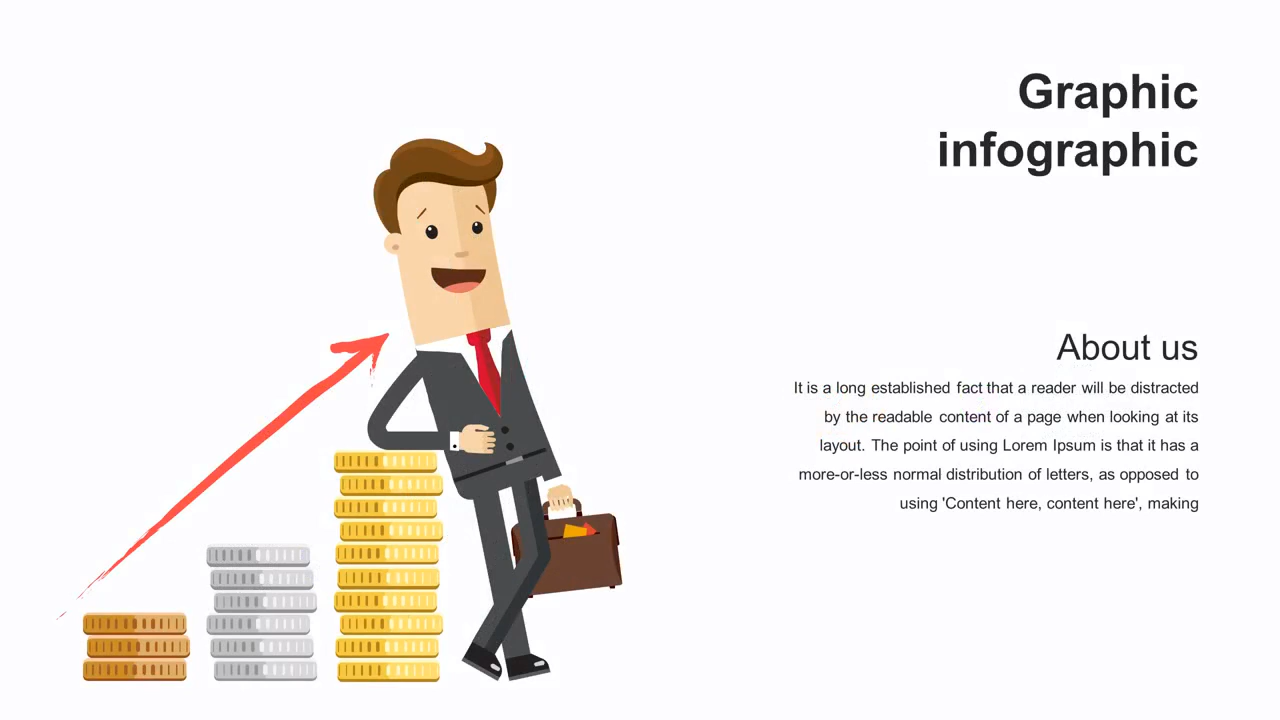 Graphic
infographic
About us
It is a long established fact that a reader will be distracted
by the readable content of a page when looking at its
layout. The point of using Lorem Ipsum is that it has a
more-or-less normal distribution of letters, as opposed to
using 'Content here, content here', making